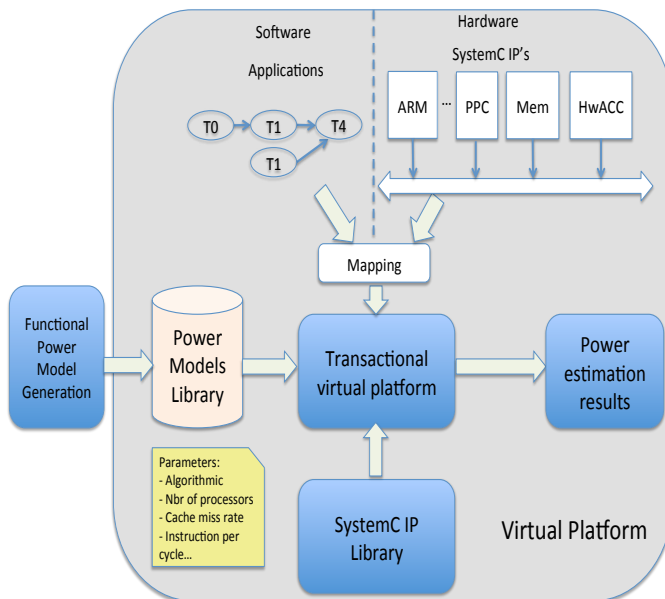 Software
Applications
Hardware
SystemC IP's
T0
T1
T4
T1
ARM
...
PPC
Mem
HwACC
Mapping
Functional
Power
Model
Generation
Power
Models
Library
Transactional
virtual platform
Power
estimation
results
Parameters:
- Algorithmic
- Nbr of processors
- Cache miss rate
- Instruction per
cycle...
SystemC IP
Library
Virtual Platform